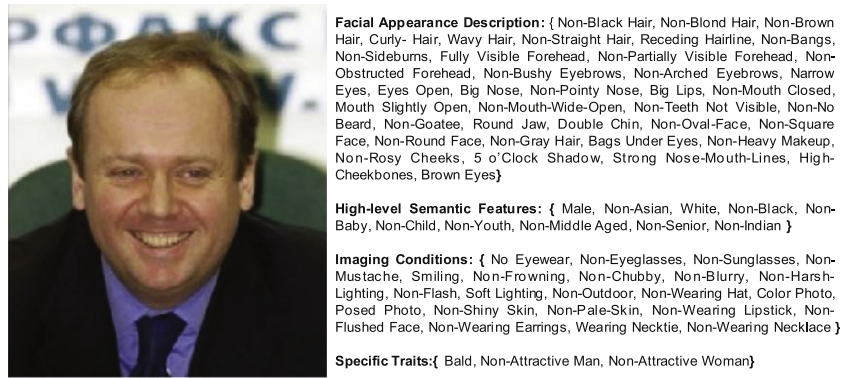 РФАКС
W
V.
Facial Appearance Description: { Non-Black Hair, Non-Blond Hair, Non-Brown
Hair, Curly- Hair, Wavy Hair, Non-Straight Hair, Receding Hairline, Non-Bangs,
Non-Sideburns, Fully Visible Forehead, Non-Partially Visible Forehead, Non-
Obstructed Forehead, Non-Bushy Eyebrows, Non-Arched Eyebrows, Narrow
Eyes, Eyes Open, Big Nose, Non-Pointy Nose, Big Lips, Non-Mouth Closed,
Mouth Slightly Open, Non-Mouth-Wide-Open, Non-Teeth Not Visible, Non-No
Beard, Non-Goatee, Round Jaw, Double Chin, Non-Oval-Face, Non-Square
Face, Non-Round Face, Non-Gray Hair, Bags Under Eyes, Non-Heavy Makeup,
Non-Rosy Cheeks, 5 o'Clock Shadow, Strong Nose-Mouth-Lines, High-
Cheekbones, Brown Eyes}
High-level Semantic Features: { Male, Non-Asian, White, Non-Black, Non-
Baby, Non-Child, Non-Youth, Non-Middle Aged, Non-Senior, Non-Indian }
Imaging Conditions: { No Eyewear, Non-Eyeglasses, Non-Sunglasses, Non-
Mustache, Smiling, Non-Frowning, Non-Chubby, Non-Blurry, Non-Harsh-
Lighting, Non-Flash, Soft Lighting, Non-Outdoor, Non-Wearing Hat, Color Photo,
Posed Photo, Non-Shiny Skin, Non-Pale-Skin, Non-Wearing Lipstick, Non-
Flushed Face, Non-Wearing Earrings, Wearing Necktie, Non-Wearing Necklace }
Specific Traits:{ Bald, Non-Attractive Man, Non-Attractive Woman}